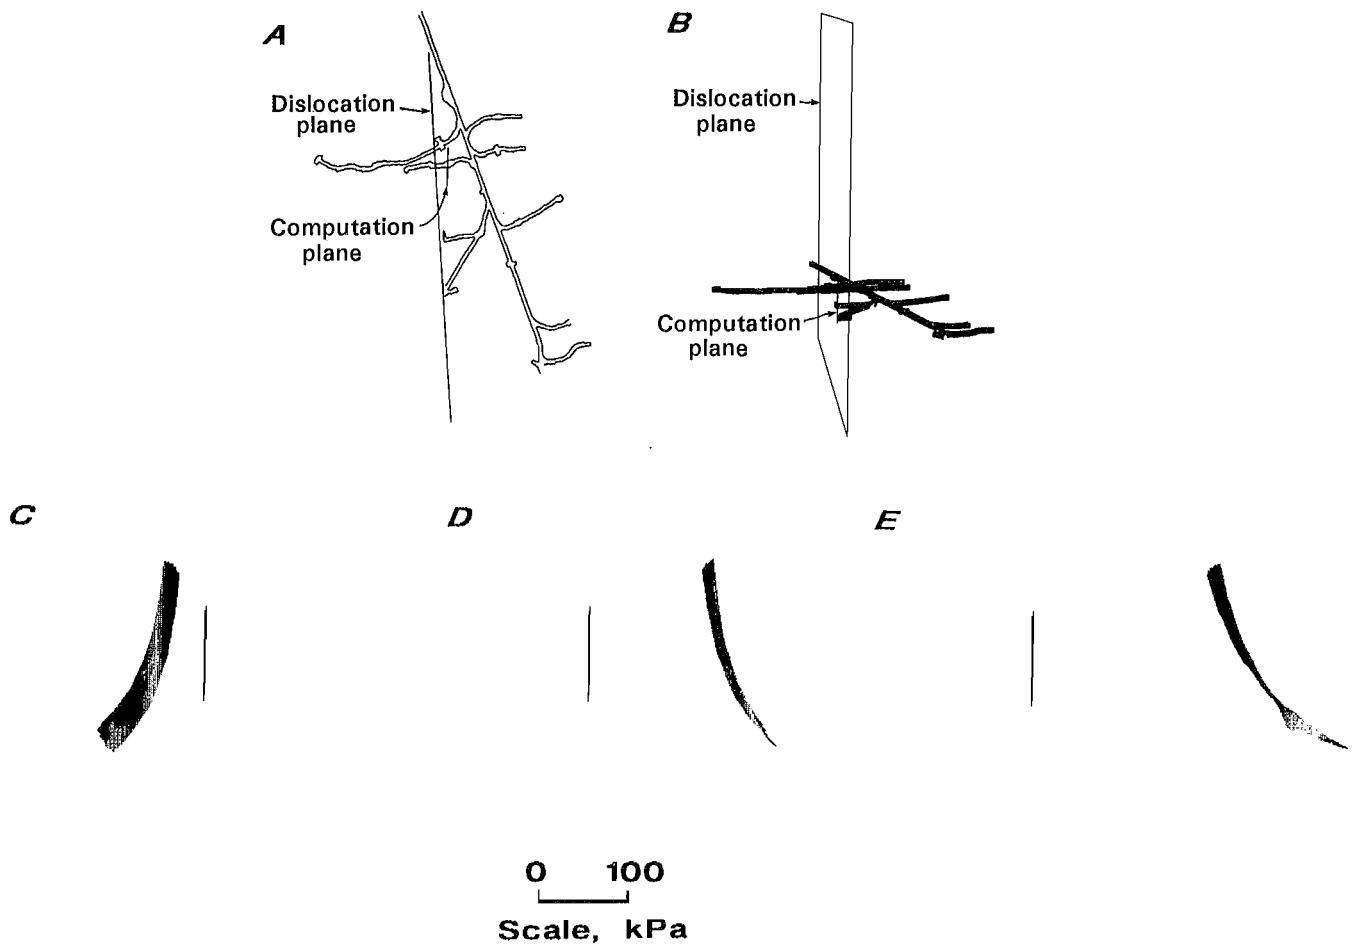 A
B
Dislocation
plane
Computation
plane
Dislocation
plane
Computation
plane
C
D
E
0 100
Scale, kPa